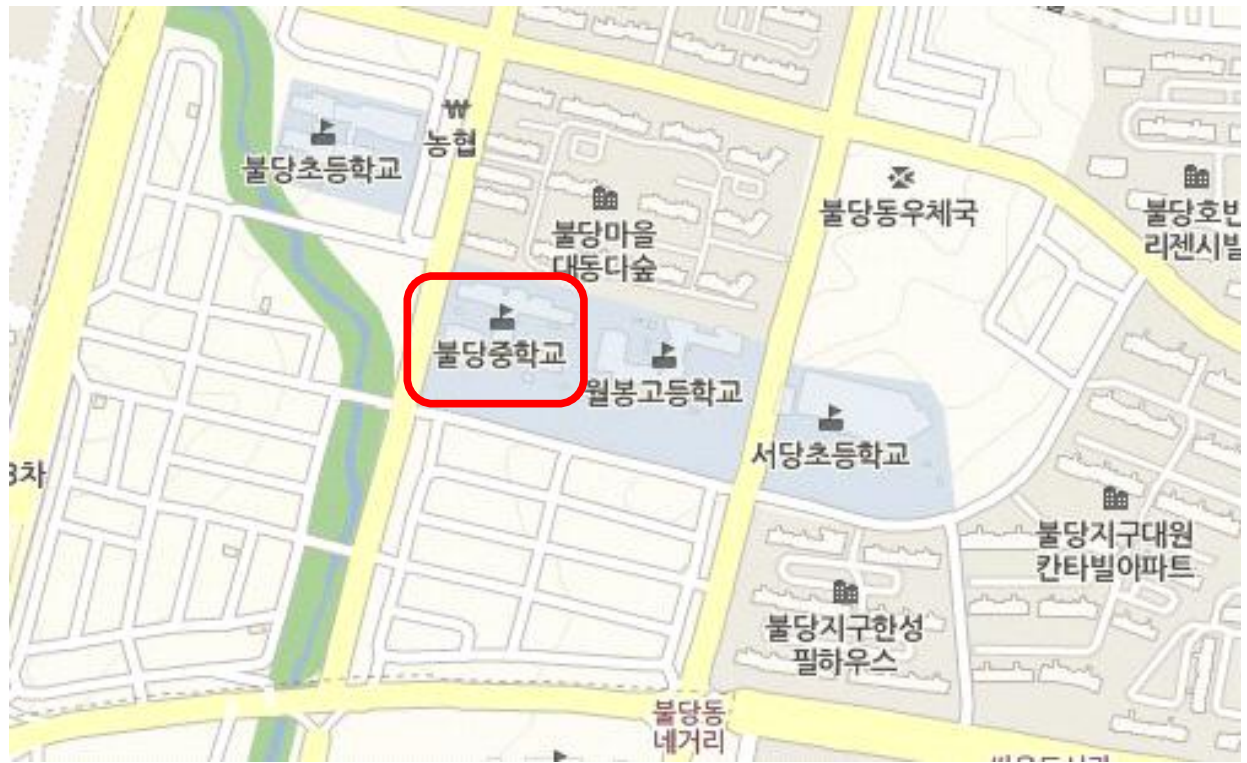 ₩
농협
불당초등학교
불당동우체국
불당마을
대동다숲
불당호반
리젠시빌
불당중학교
월봉고등학교
서당초등학교
3차
불당지구대원
칸타빌아파트
불당지구한성
필하우스
불당동
네거리